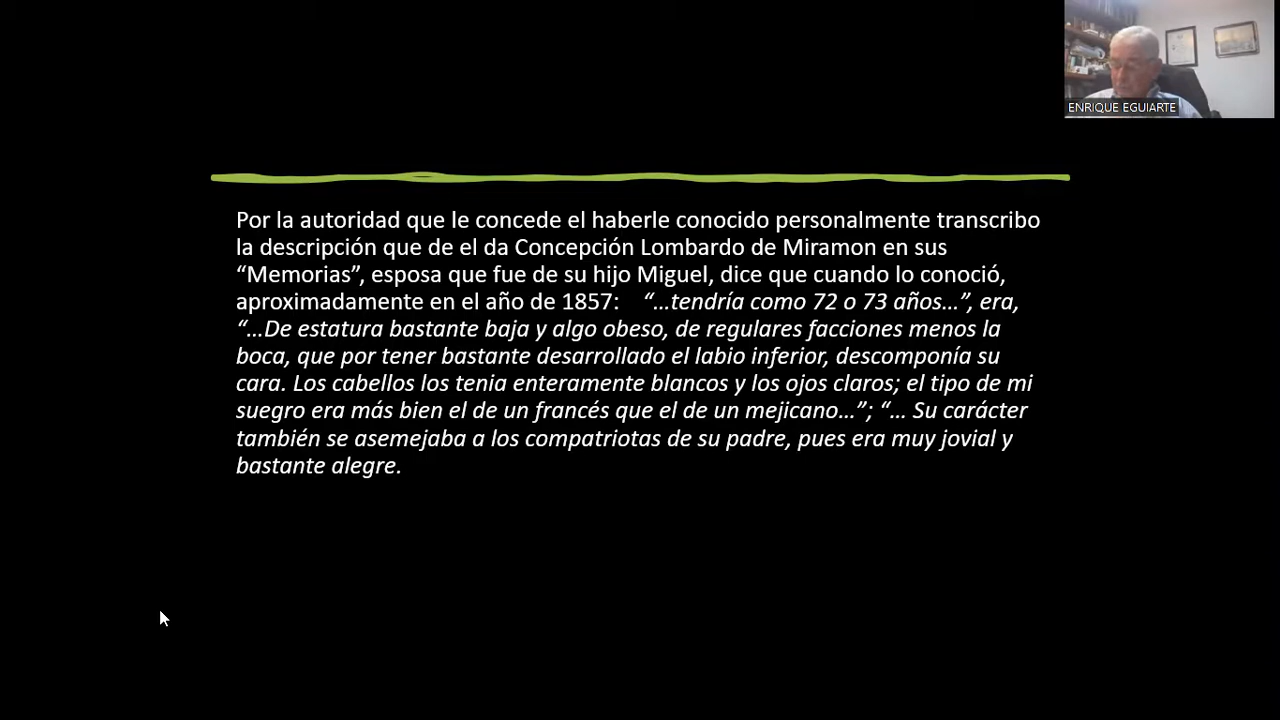 ENRIQUE EGUIARTE
Por la autoridad que le concede el haberle conocido personalmente transcribo
la descripción que de el da Concepción Lombardo de Miramon en sus
“Memorias”, esposa que fue de su hijo Miguel, dice que cuando lo conoció,
aproximadamente en el año de 1857: “…tendría como 72 o 73 años…”, era,
“…De estatura bastante baja y algo obeso, de regulares facciones menos la
boca, que por tener bastante desarrollado el labio inferior, descomponía su
cara. Los cabellos los tenia enteramente blancos y los ojos claros; el tipo de mi
suegro era más bien el de un francés que el de un mejicano…”; “… Su carácter
también se asemejaba a los compatriotas de su padre, pues era muy jovial y
bastante alegre.